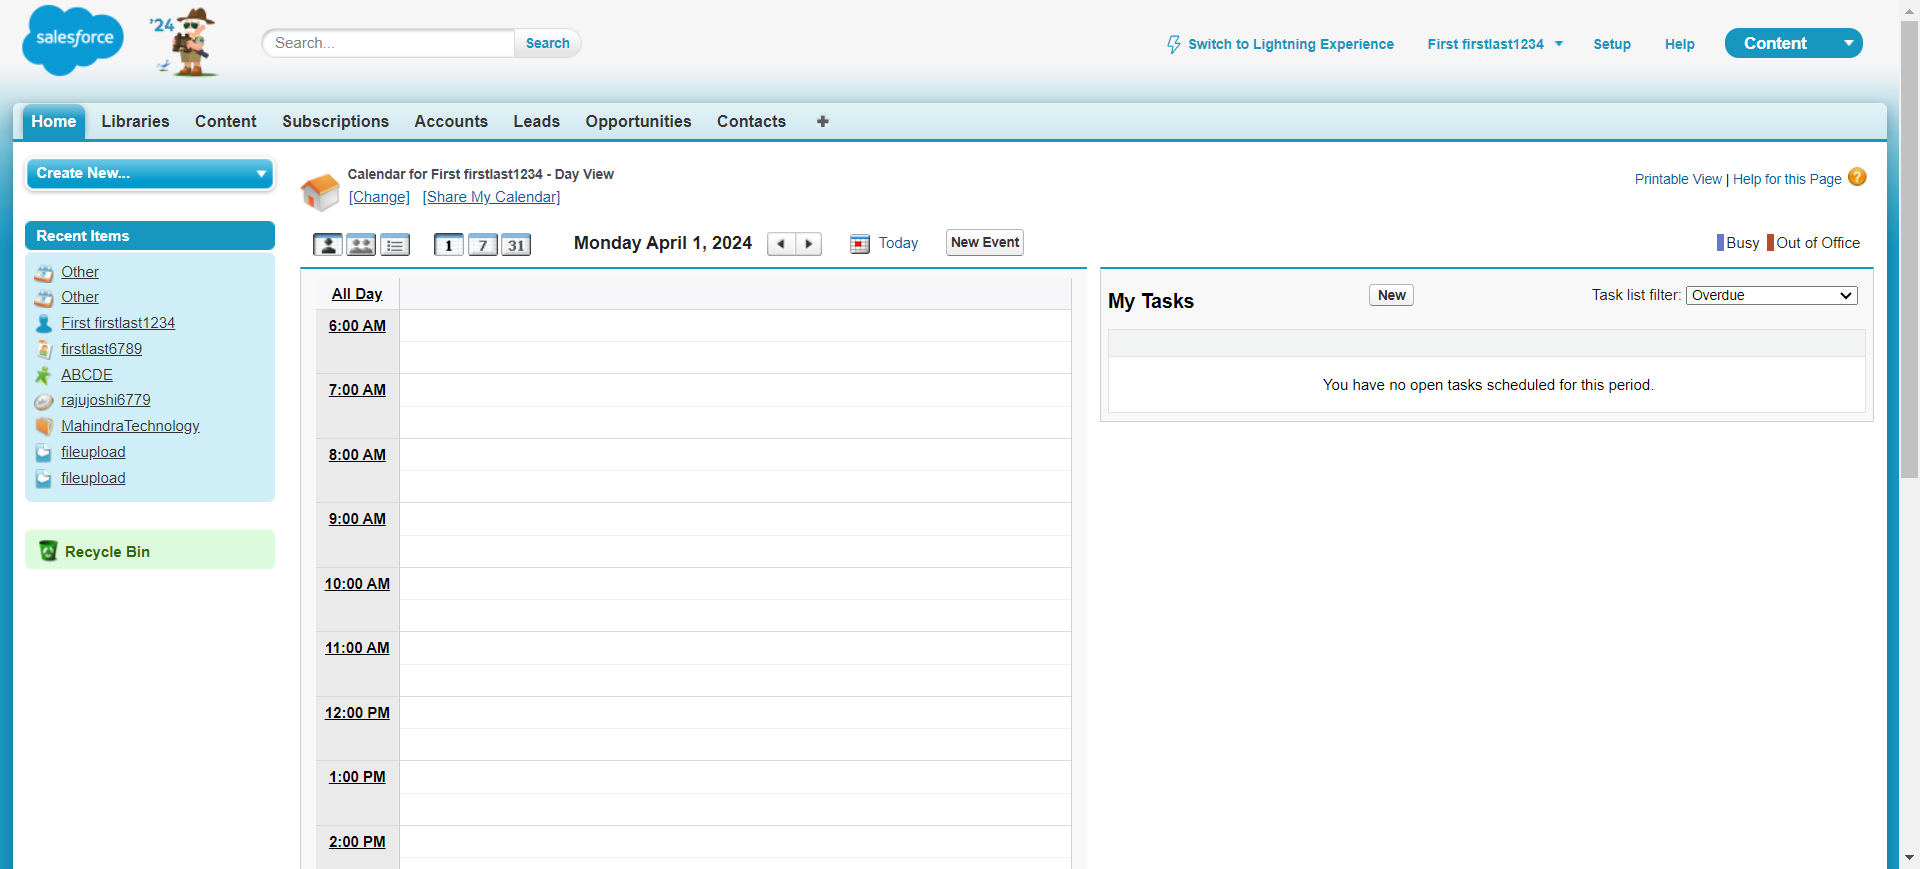 salesforce
'24
Search...
Search
Switch to Lightning Experience
First firstlast1234
Setup
Help
Content
Home
Libraries
Content
Subscriptions
Accounts
Leads
Opportunities
Contacts
Create New...
Recent Items
Other
Other
First firstlast1234
firstlast6789
ABCDE
rajujoshi6779
MahindraTechnology
fileupload
fileupload
Recycle Bin
Calendar for First firstlast1234 - Day View
[Change] [Share My Calendar]
Printable View | Help for this Page ?
1 7 31
Monday April 1, 2024
Today
New Event
Busy
Out of Office
All Day
6:00 AM
7:00 AM
8:00 AM
9:00 AM
10:00 AM
11:00 AM
12:00 PM
1:00 PM
2:00 PM
My Tasks
New
Task list filter: Overdue
You have no open tasks scheduled for this period.